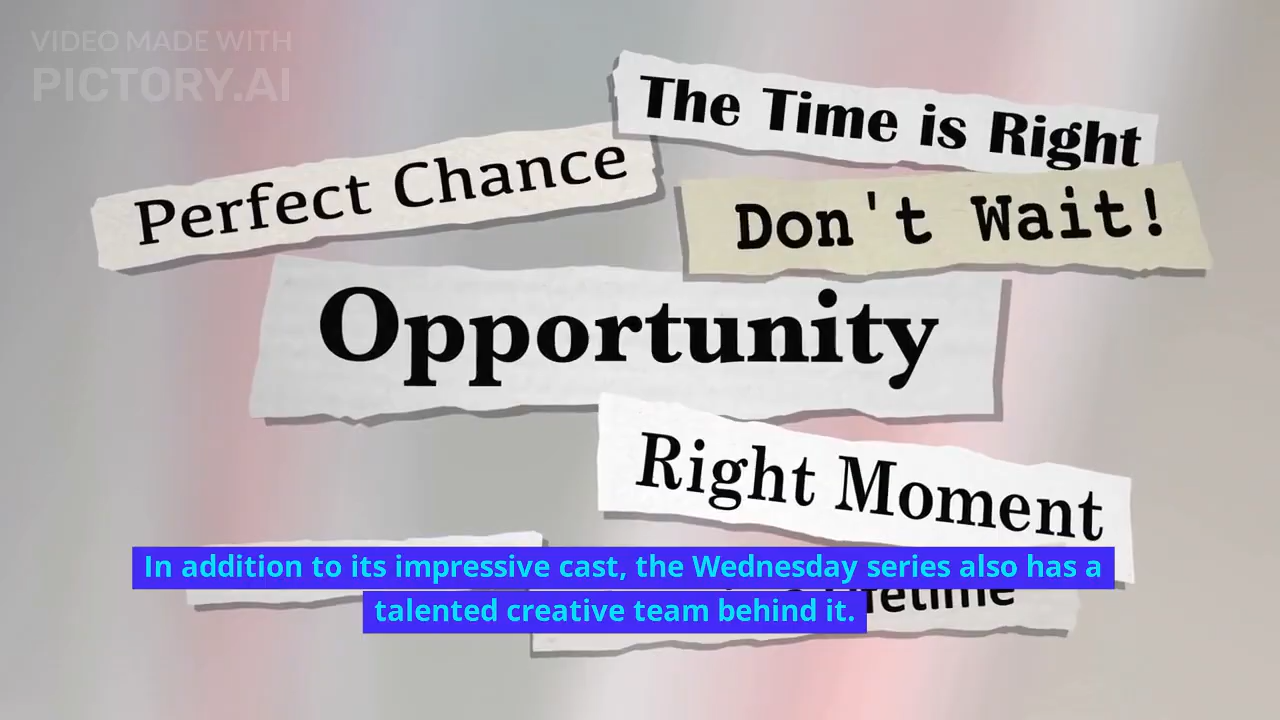 VIDEO MADE WITH
PICTORY.AI
The Time is Right
Perfect Chance
Don't Wait!
Opportunity
Right Moment
In addition to its impressive cast, the Wednesday series also has a
talented creative team behind it.